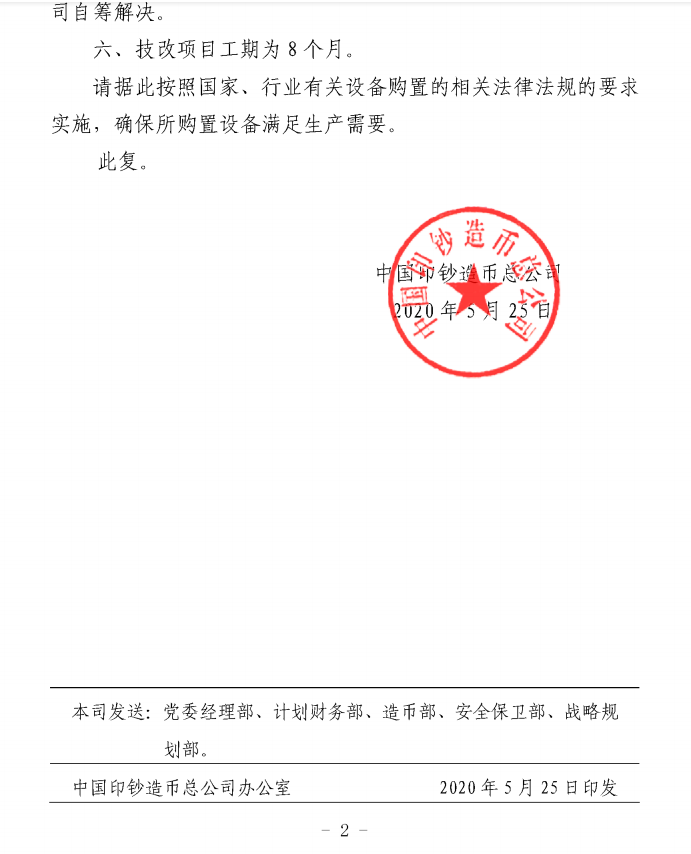 司自筹解决。
六、技改项目工期为8个月。
请据此按照国家、行业有关设备购置的相关法律法规的要求
实施，确保所购置设备满足生产需要。
此复。
中国印钞造币总公司
中国印钞造币总公司
2020年5月25日
本司发送：党委经理部、计划财务部、造币部、安全保卫部、战略规
划部。
中国印钞造币总公司办公室 2020年5月25日印发
- 2 -